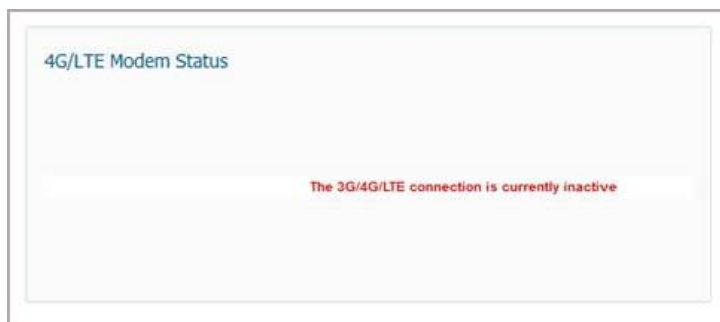 4G/LTE Modem Status
The 3G/4G/LTE connection is currently inactive